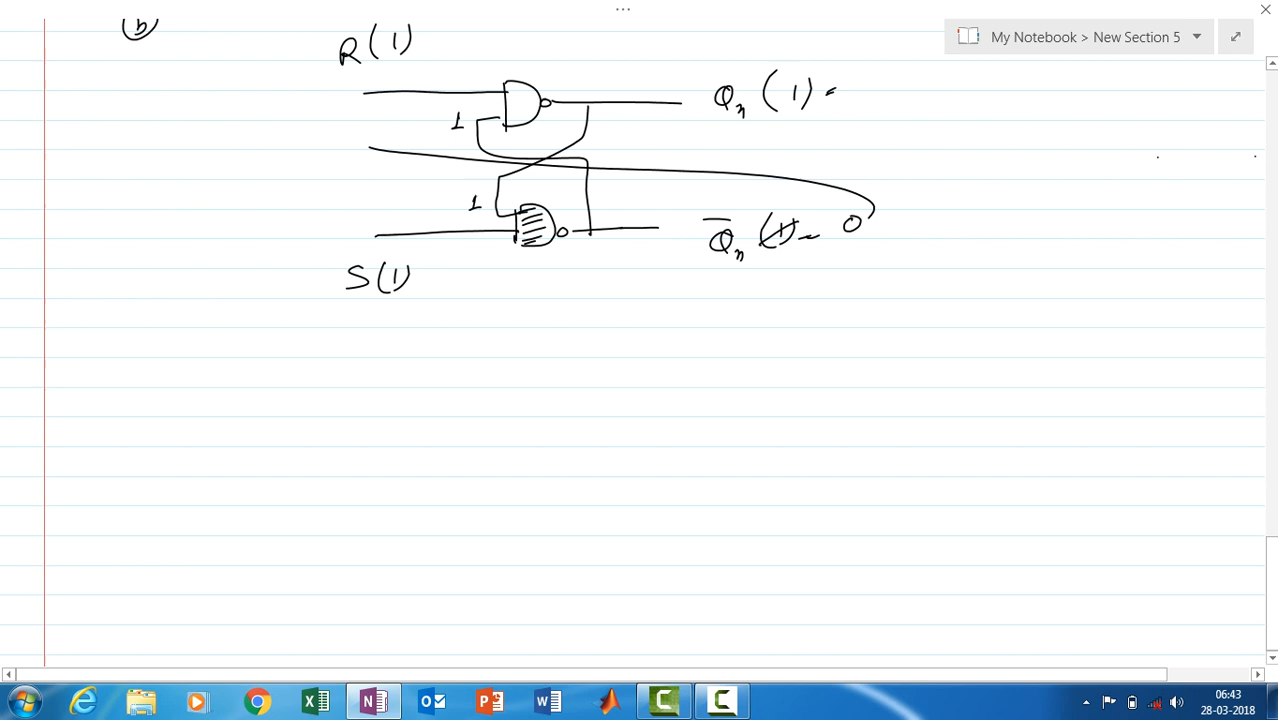 ...
My Notebook > New Section 5
(b)
R(1)
Qn (1) =
1
1
Q̅n (1) = 0
S(1)
06:43
28-03-2018